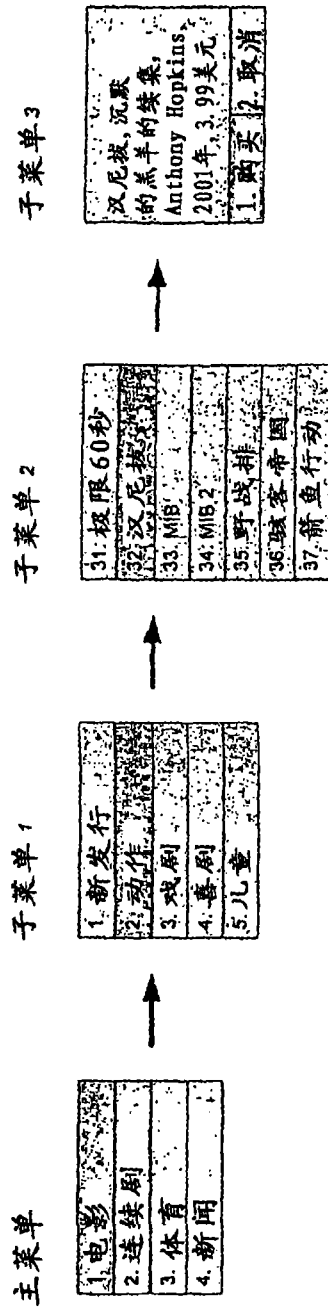 主菜单
1. 电影
2. 连续剧
3. 体育
4. 新闻
子菜单1
1. 新发行
2. 动作
3. 戏剧
4. 喜剧
5. 儿童
子菜单2
31. 极限60秒
32. 汉尼拔
33. MIB
34. MIB 2
35. 野战排
36. 骇客帝国
37. 箭鱼行动
子菜单3
汉尼拔, 沉默
的羔羊的续集,
Anthony Hopkins
2001年, 3.99美元
1. 购买 2. 取消